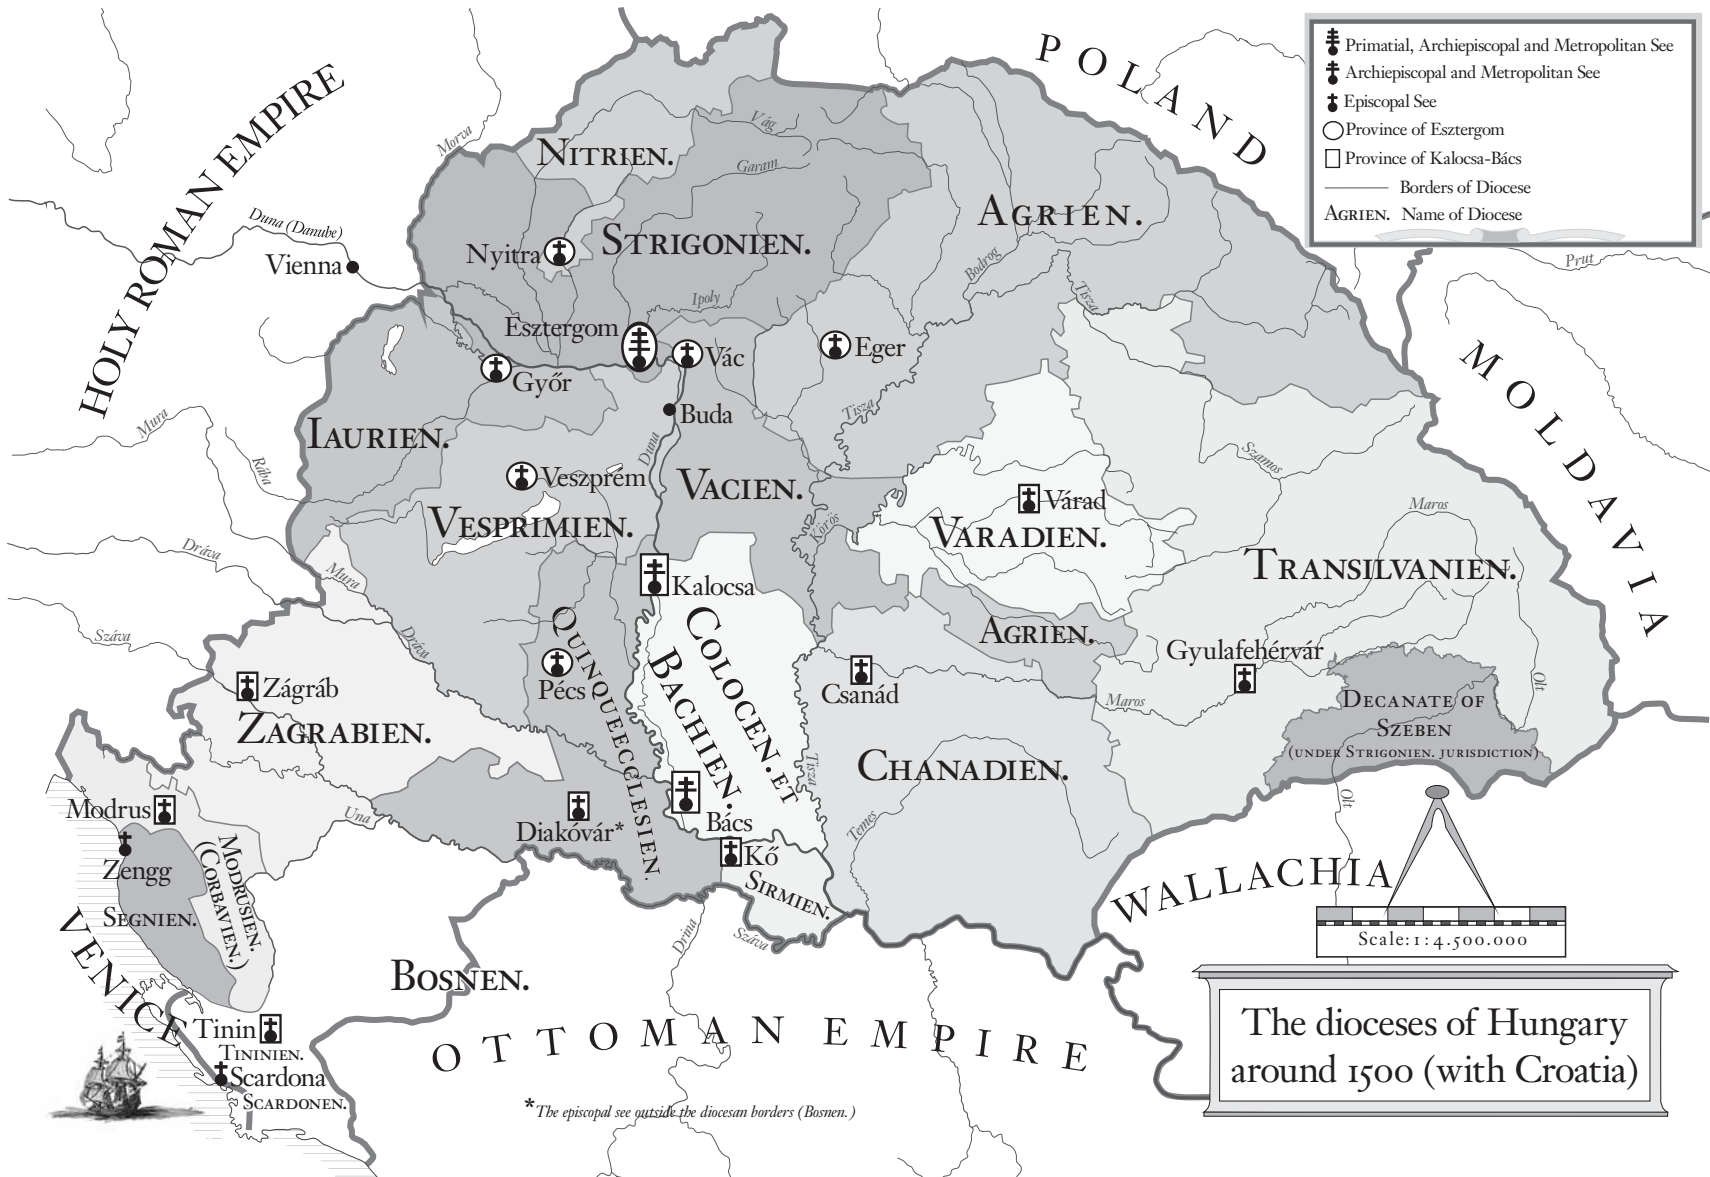 POLAND
Primatial, Archiepiscopal and Metropolitan See
Archiepiscopal and Metropolitan See
Episcopal See
Province of Esztergom
Province of Kalocsa-Bács
Borders of Diocese
AGRIEN. Name of Diocese
HOLY ROMAN EMPIRE
Morva
NITRIEN.
Vág
Garam
AGRIEN.
Duna (Danube)
Vienna
Nyitra
STRIGONIEN.
Bodrog
Prut
Ipoly
Tisza
Esztergom
Vác
Eger
Győr
MOLDAVIA
Buda
Tisza
Mura
Rába
IAURIEN.
Duna
Szamos
Veszprém
VACIEN.
Várad
Maros
VESPRIMIEN.
Körös
VARADIEN.
Dráva
Mura
TRANSILVANIEN.
Kalocsa
Száva
Dráva
QUINQUEECCLESIEN.
COLOCEN. ET
BACHIEN.
AGRIEN.
Gyulafehérvár
Zágráb
Pécs
Csanád
Maros
Olt
DECANATE OF
SZEBEN
(UNDER STRIGONIEN. JURISDICTION)
ZAGRABIEN.
CHANADIEN.
Tisza
Modrus
Una
Diakóvár*
Bács
Temes
Olt
Zengg
MODRUSIEN.
(CORBAVIEN.)
Kő
SIRMIEN.
WALLACHIA
SEGNIEN.
VENICE
Drina
Száva
Scale: 1:4.500.000
BOSNEN.
Tinin
TININIEN.
Scardona
SCARDONEN.
OTTOMAN EMPIRE
The dioceses of Hungary
around 1500 (with Croatia)
*The episcopal see outside the diocesan borders (Bosnen.)